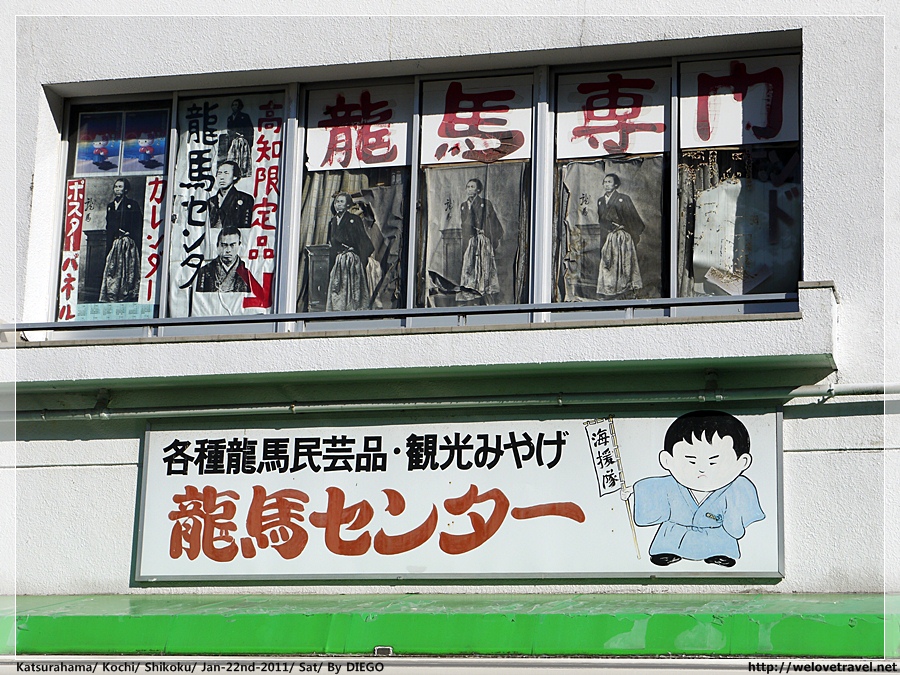 龍馬専門
高知限定品
龍馬センター
カレンター
ポスターパネル
各種龍馬民芸品・観光みやげ
龍馬センター
海援隊
Katsurahama/ Kochi/ Shikoku/ Jan-22nd-2011/ Sat/ By DIEGO
http://welovetravel.net